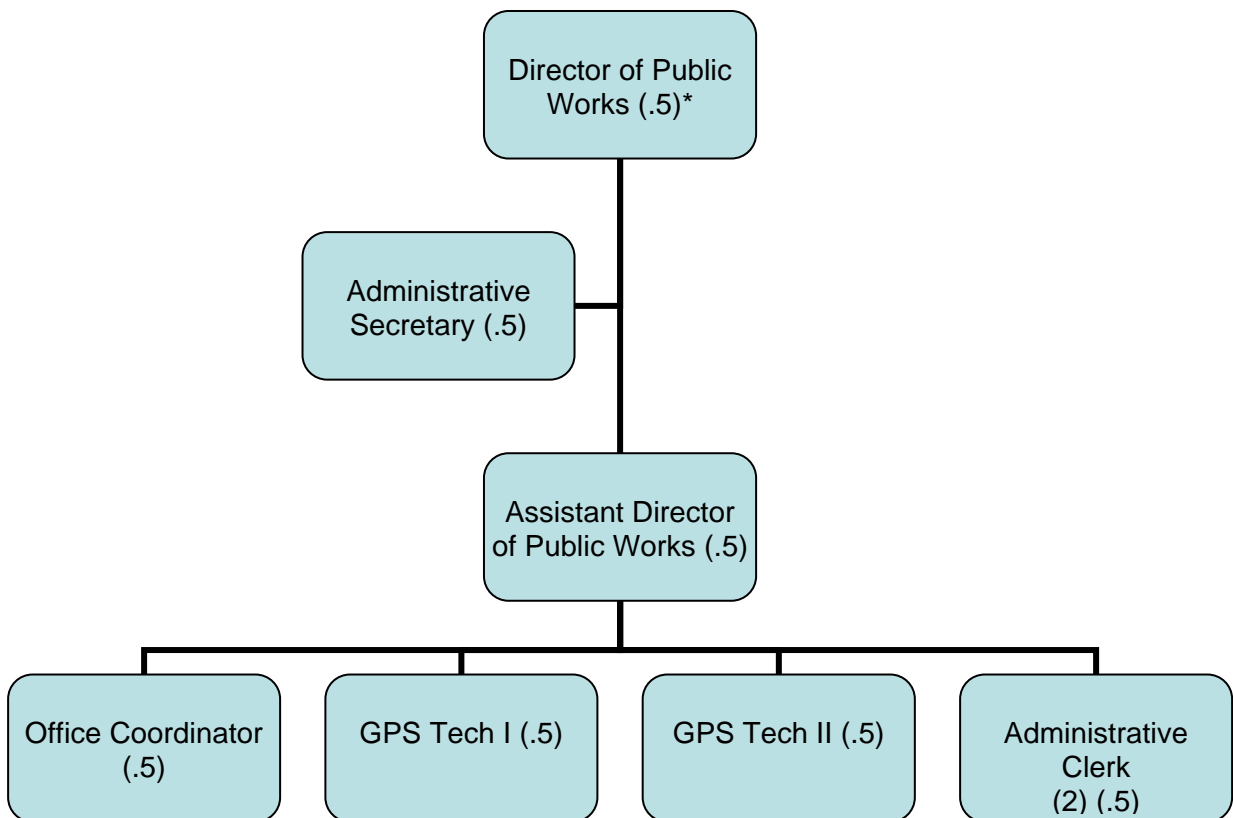 Director of Public
Works (.5)*
Administrative
Secretary (.5)
Assistant Director
of Public Works (.5)
Office Coordinator
(.5)
GPS Tech I (.5)
GPS Tech II (.5)
Administrative
Clerk
(2) (.5)